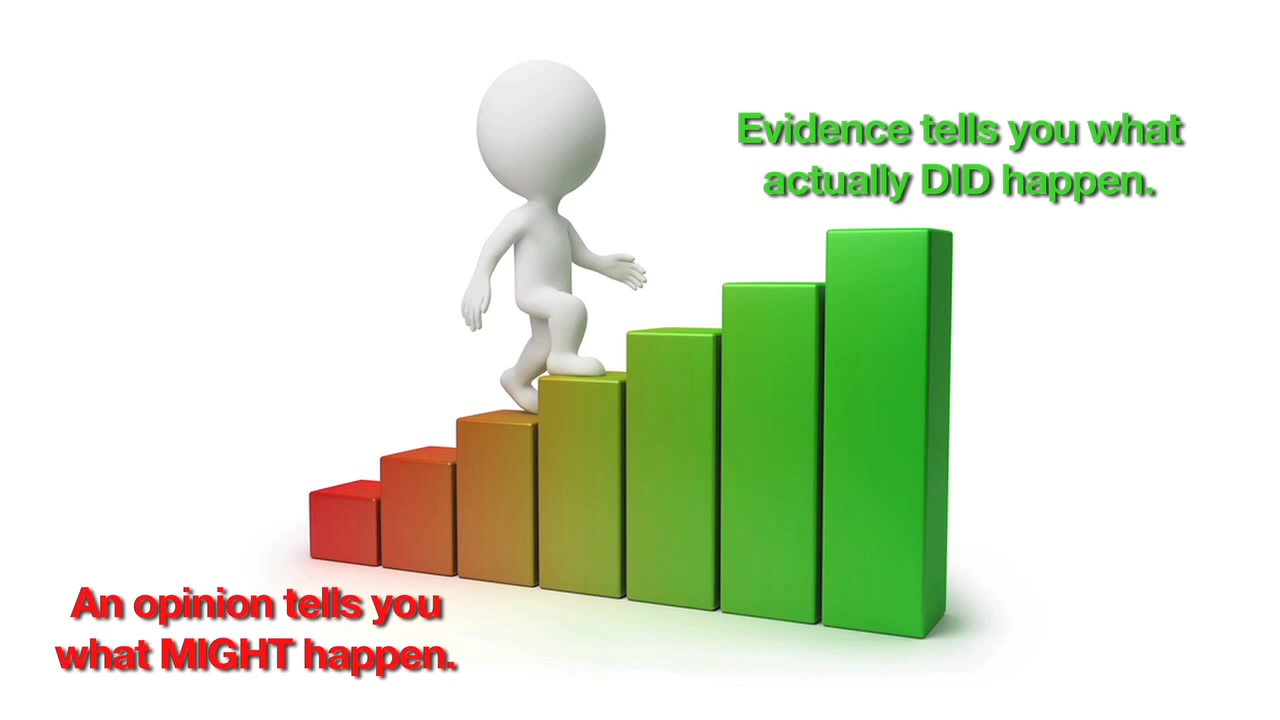 Evidence tells you what
actually DID happen.
An opinion tells you
what MIGHT happen.